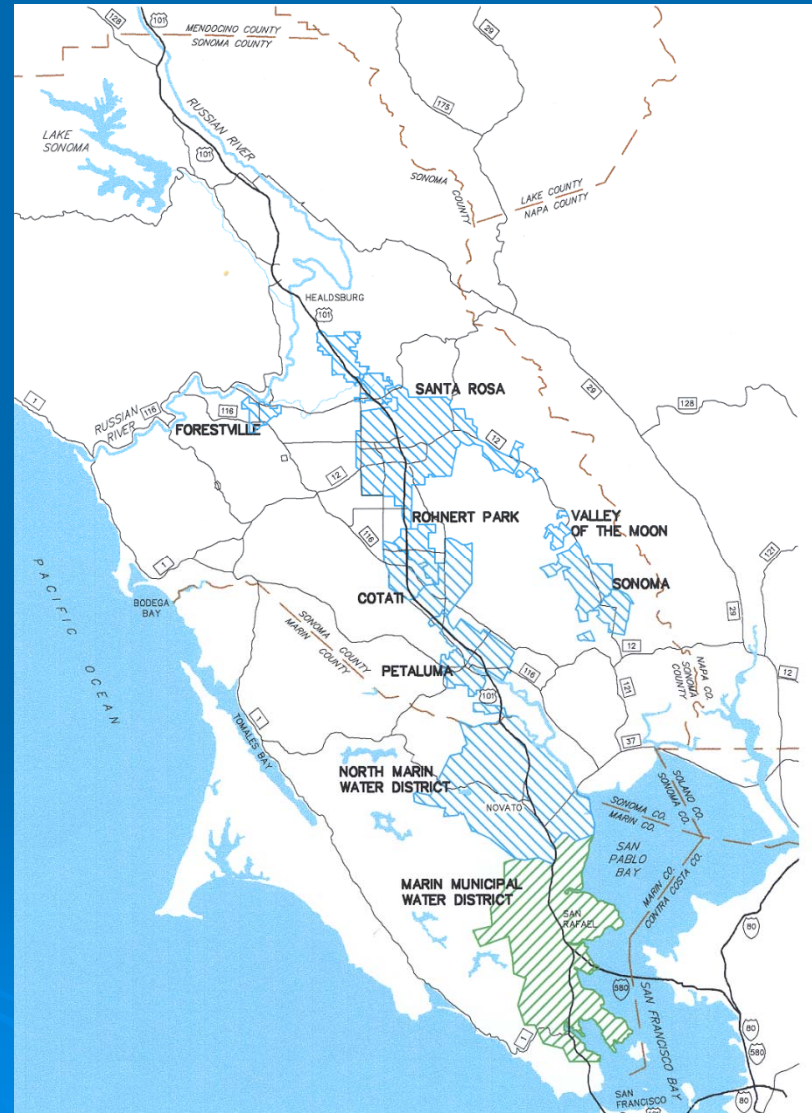 128
101
MENDOCINO COUNTY
SONOMA COUNTY
29
175
LAKE
SONOMA
RUSSIAN RIVER
101
SONOMA
COUNTY
LAKE COUNTY
NAPA COUNTY
HEALDSBURG
101
29
128
1
RUSSIAN
RIVER
116
116
FORESTVILLE
SANTA ROSA
12
12
ROHNERT PARK
116
VALLEY
OF THE MOON
121
SONOMA
COTATI
1
BODEGA
BAY
SONOMA COUNTY
MARIN COUNTY
29
12
NAPA CO.
SONOMA
COUNTY
12
PACIFIC OCEAN
PETALUMA
116
101
121
TOMALES BAY
1
37
NORTH MARIN
WATER DISTRICT
NOVATO
SOLANO CO.
SONOMA CO.
SONOMA CO.
MARIN CO.
SAN
PABLO
BAY
MARIN CO.
CONTRA COSTA CO.
MARIN MUNICIPAL
WATER DISTRICT
SAN
RAFAEL
80
580
SAN FRANCISCO BAY
1
80
580
SAN
FRANCISCO
80